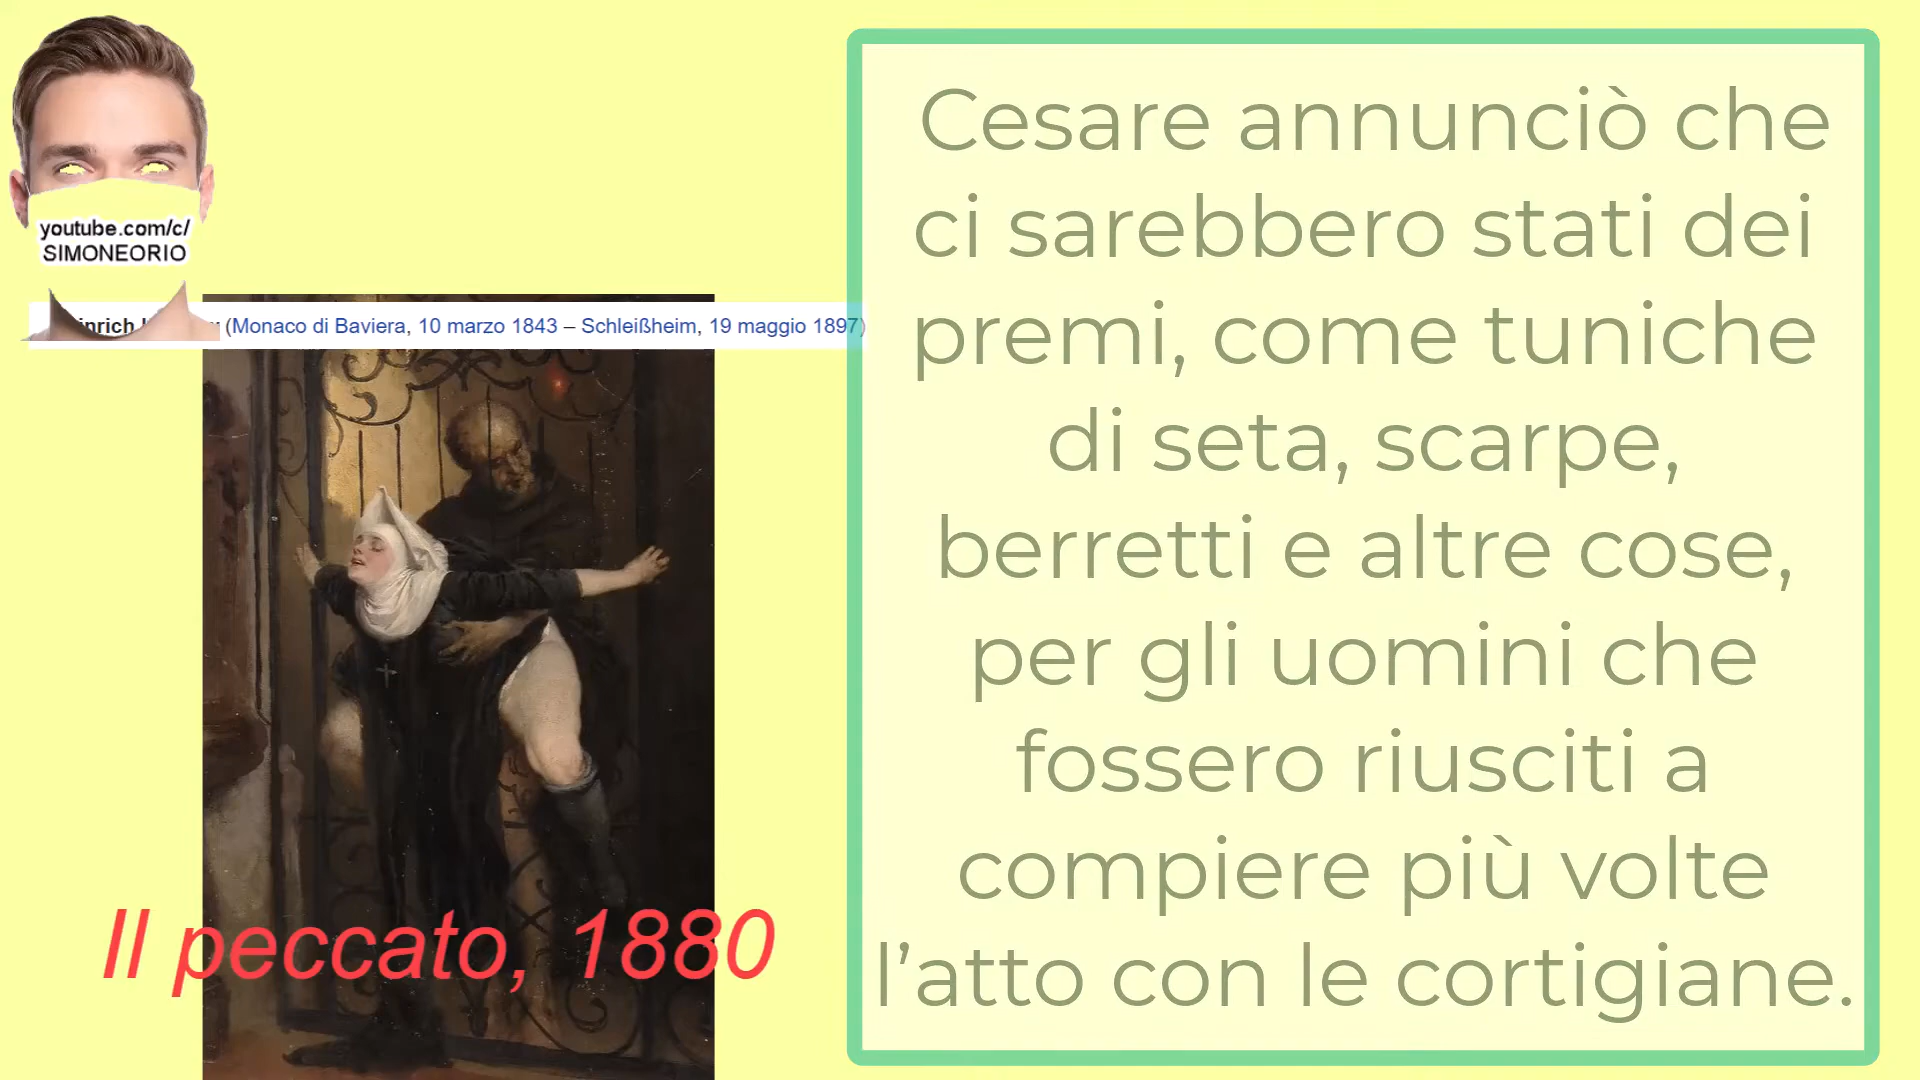 youtube.com/c/
SIMONEORIO
(Monaco di Baviera, 10 marzo 1843 – Schleißheim, 19 maggio 1897)
Il peccato, 1880
Cesare annunciò che
ci sarebbero stati dei
premi, come tuniche
di seta, scarpe,
berretti e altre cose,
per gli uomini che
fossero riusciti a
compiere più volte
l’atto con le cortigiane.